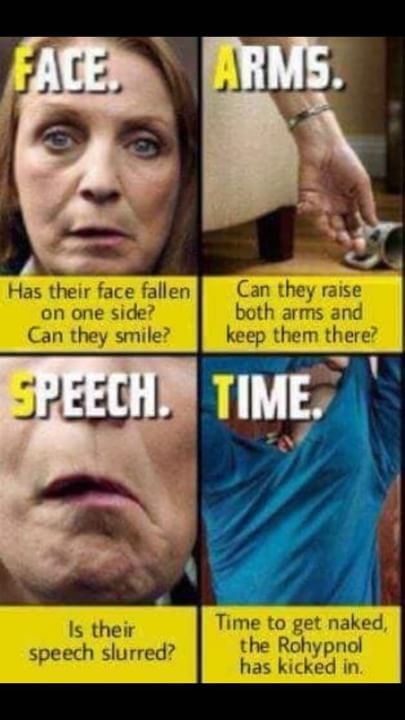 FACE.
Has their face fallen
on one side?
Can they smile?
ARMS.
Can they raise
both arms and
keep them there?
SPEECH.
Is their
speech slurred?
TIME.
Time to get naked,
the Rohypnol
has kicked in.